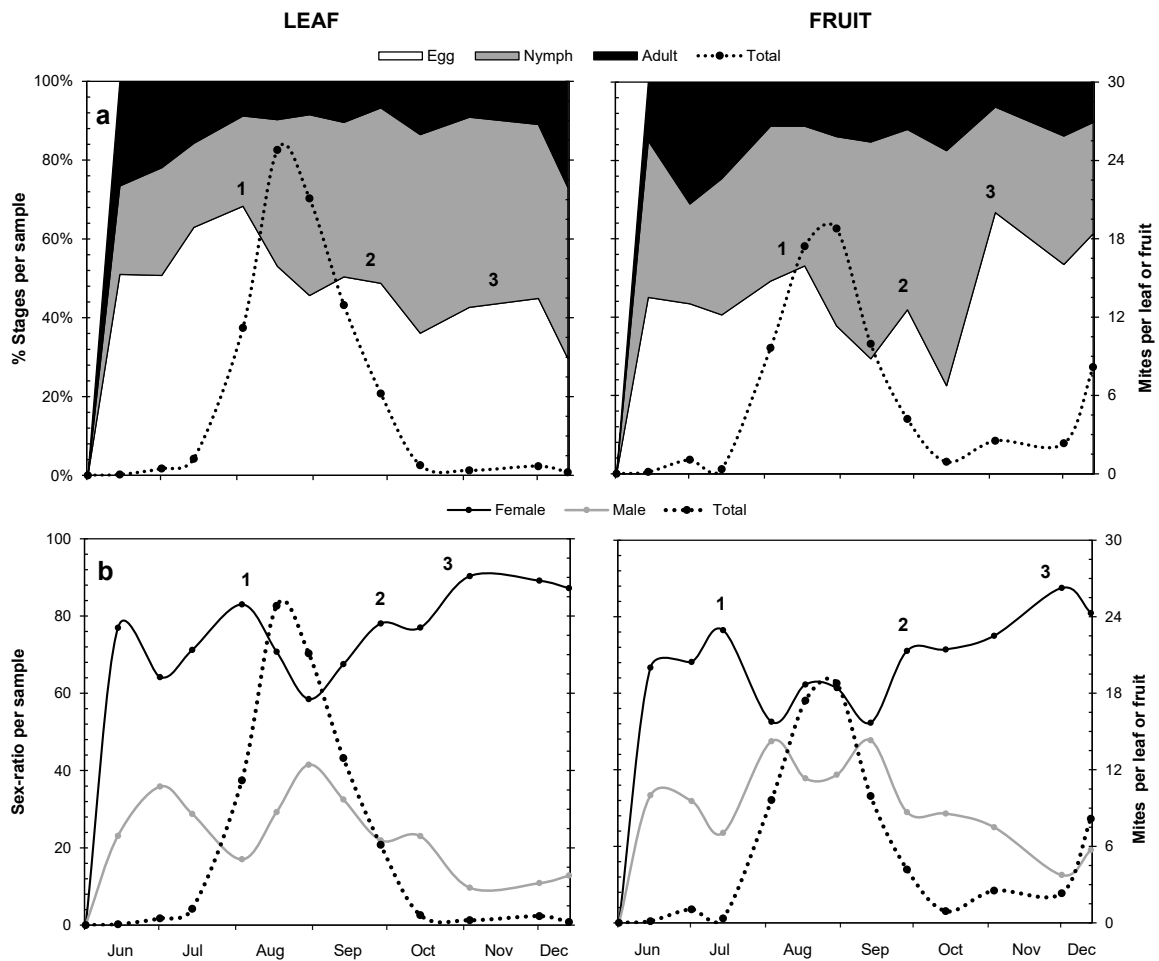 LEAF FRUIT
Egg Nymph Adult Total
100% 30
a
80% 24
60% 18
40% 12
20% 6
0% 0
% Stages per sample
Mites per leaf or fruit
1 2 3
1 2 3
Female Male Total
100 30
b
80 24
60 18
40 12
20 6
0 0
Sex-ratio per sample
Mites per leaf or fruit
1 2 3
1 2 3
Jun Jul Aug Sep Oct Nov Dec Jun Jul Aug Sep Oct Nov Dec